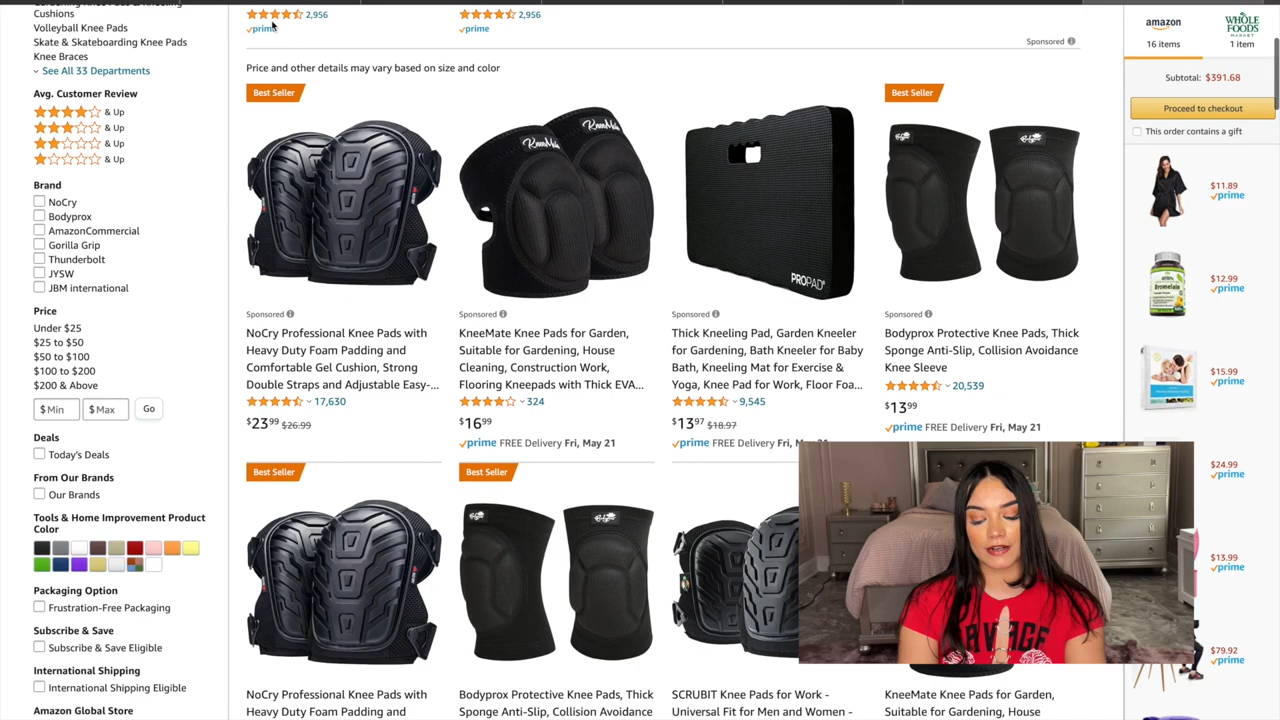 Cushions
Volleyball Knee Pads
Skate & Skateboarding Knee Pads
Knee Braces
See All 33 Departments
Avg. Customer Review
& Up
& Up
& Up
& Up
Brand
NoCry
Bodyprox
AmazonCommercial
Gorilla Grip
Thunderbolt
JYSW
JBM international
Price
Under $25
$25 to $50
$50 to $100
$100 to $200
$200 & Above
$ Min $ Max Go
Deals
Today's Deals
From Our Brands
Our Brands
Tools & Home Improvement Product
Color
Packaging Option
Frustration-Free Packaging
Subscribe & Save
Subscribe & Save Eligible
International Shipping
International Shipping Eligible
Amazon Global Store
2,956
prime
2,956
prime
Sponsored
Price and other details may vary based on size and color
Best Seller
Sponsored
NoCry Professional Knee Pads with
Heavy Duty Foam Padding and
Comfortable Gel Cushion, Strong
Double Straps and Adjustable Easy-...
17,630
$23.99 $26.99
KneeMate
KneeMate
Sponsored
KneeMate Knee Pads for Garden,
Suitable for Gardening, House
Cleaning, Construction Work,
Flooring Kneepads with Thick EVA...
324
$16.99
prime FREE Delivery Fri, May 21
PROPAD
Sponsored
Thick Kneeling Pad, Garden Kneeler
for Gardening, Bath Kneeler for Baby
Bath, Kneeling Mat for Exercise &
Yoga, Knee Pad for Work, Floor Foa...
9,545
$13.97 $18.97
prime FREE Delivery Fri, May 21
Best Seller
Sponsored
Bodyprox Protective Knee Pads, Thick
Sponge Anti-Slip, Collision Avoidance
Knee Sleeve
20,539
$13.99
prime FREE Delivery Fri, May 21
Best Seller
NoCry Professional Knee Pads with
Heavy Duty Foam Padding and
Best Seller
Bodyprox Protective Knee Pads, Thick
Sponge Anti-Slip, Collision Avoidance
SCRUBIT Knee Pads for Work -
Universal Fit for Men and Women -
KneeMate Knee Pads for Garden,
Suitable for Gardening, House
amazon
16 items
WHOLE
FOODS
MARKET
1 item
Subtotal: $391.68
Proceed to checkout
This order contains a gift
$11.89
prime
Bromelain
$12.99
prime
$15.99
prime
$24.99
prime
$13.99
prime
$79.92
prime